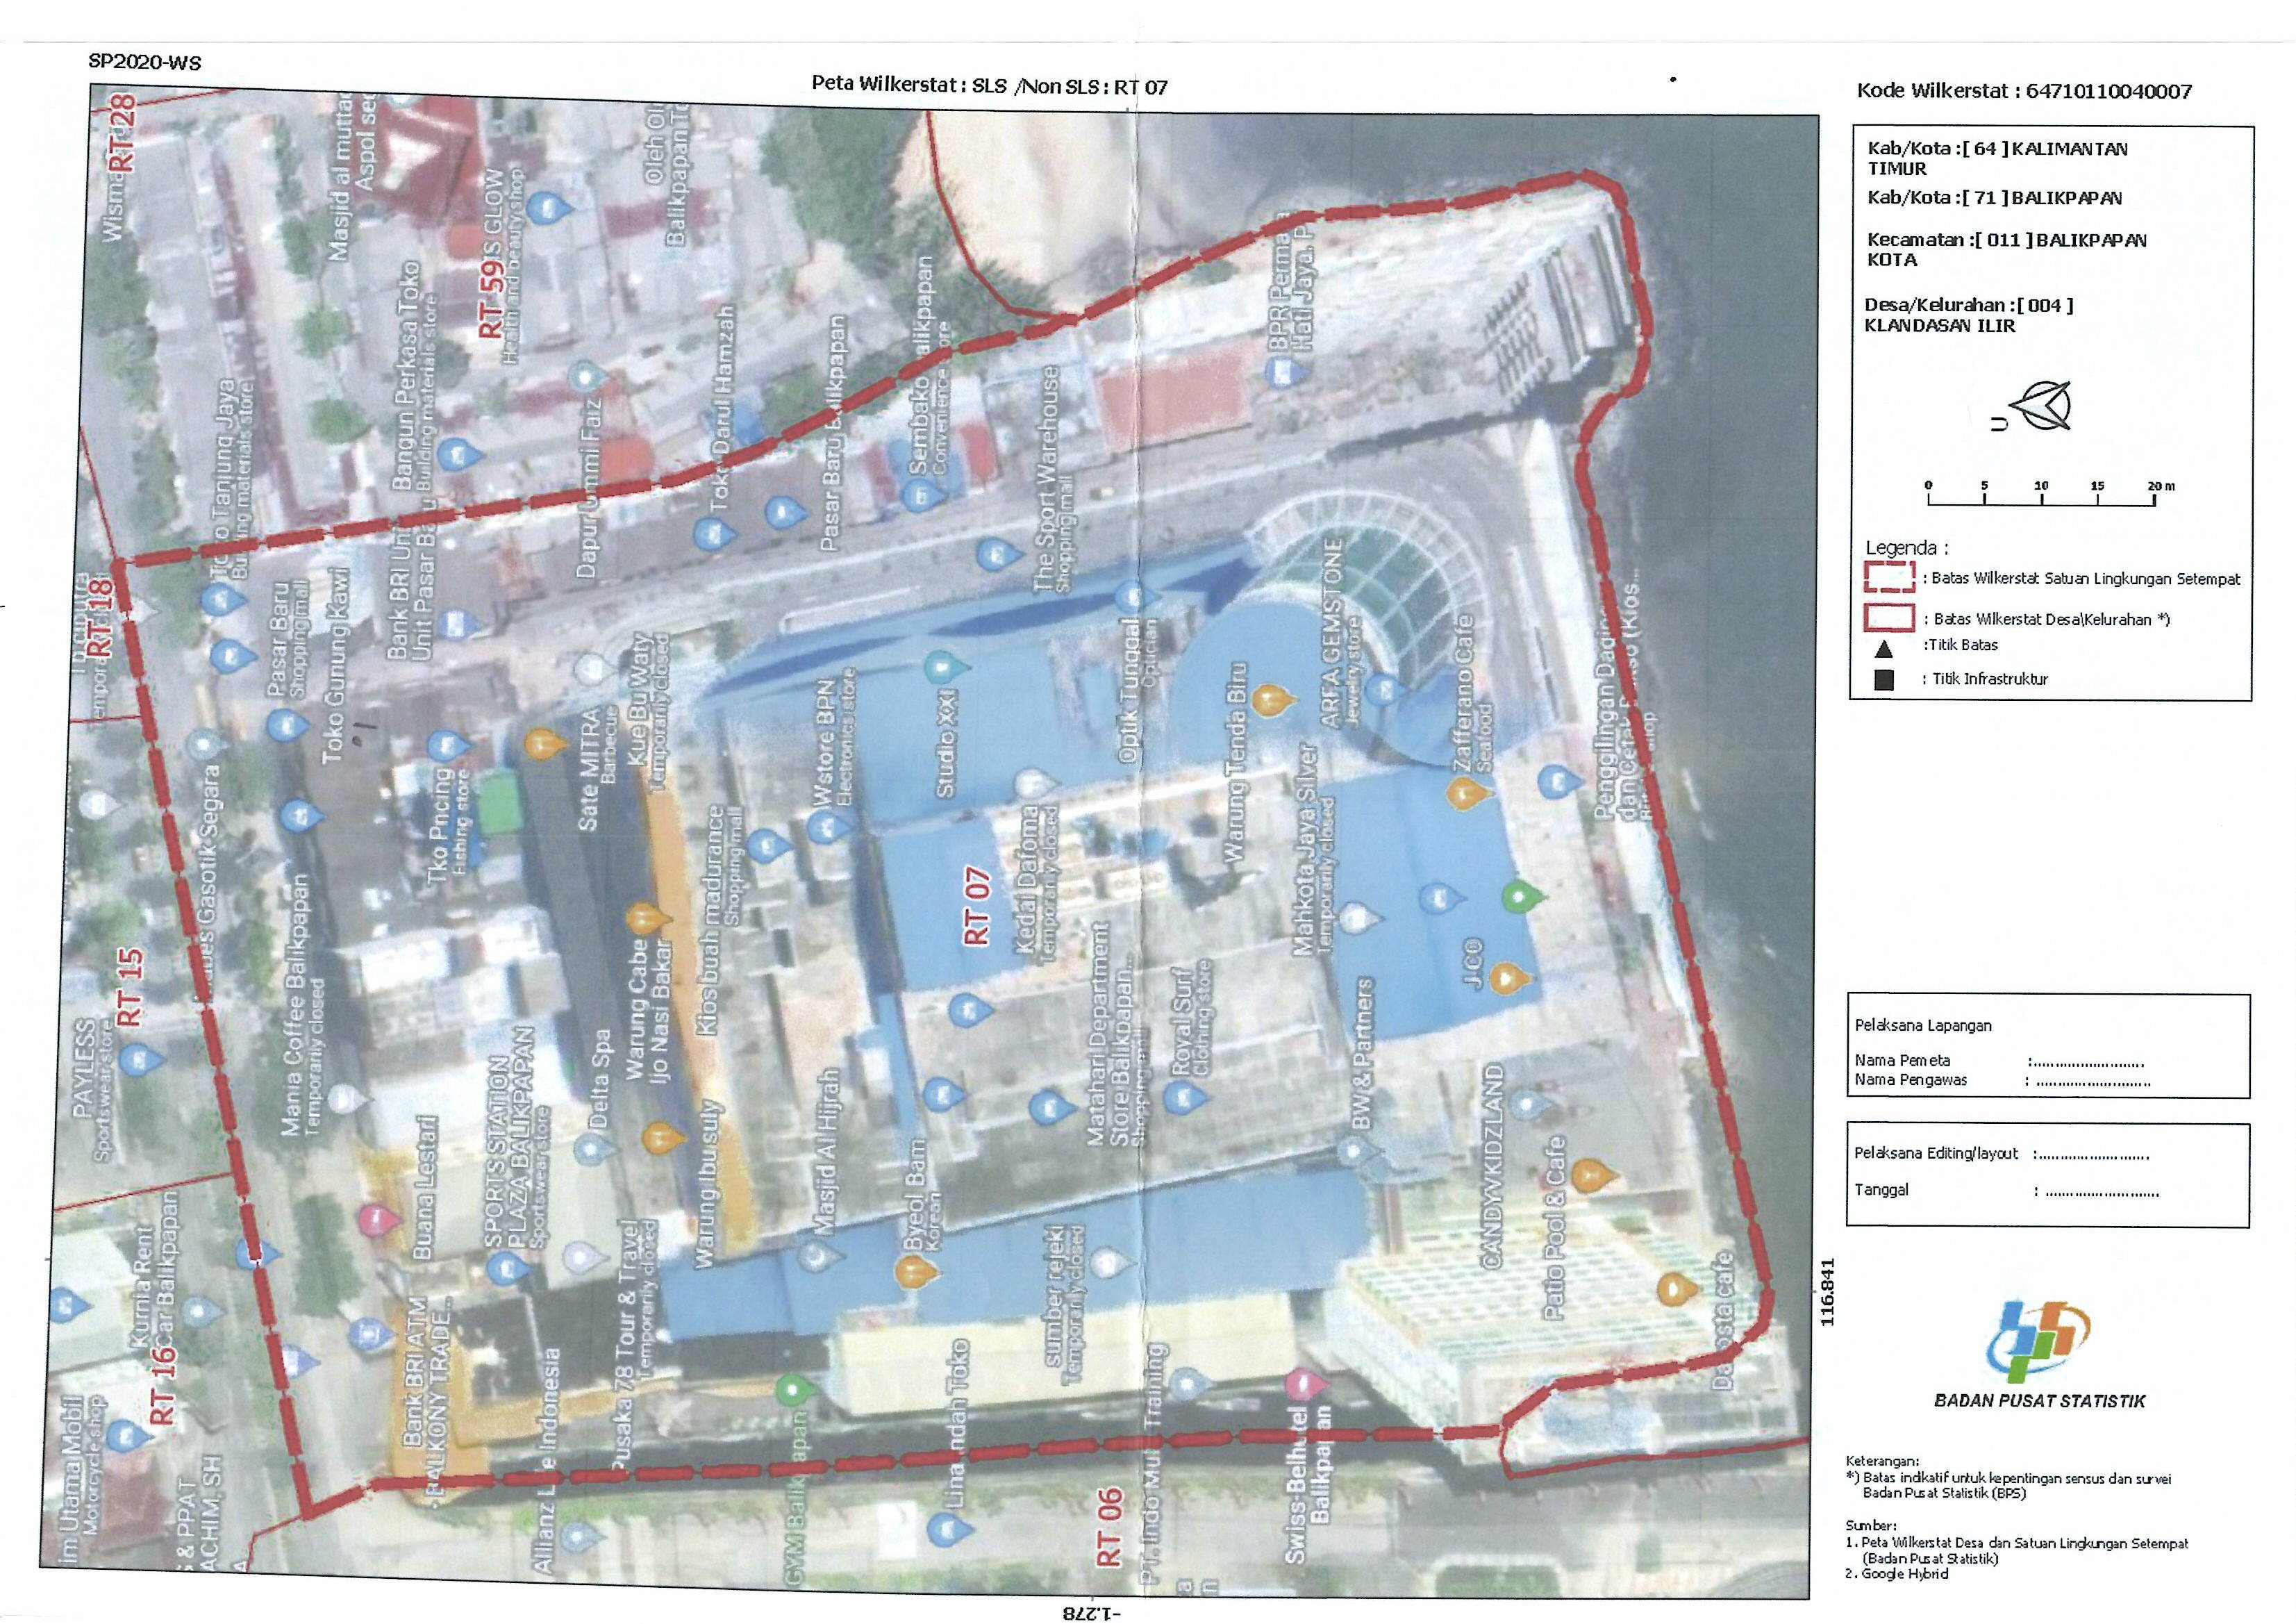 SP2020-WS
Peta Wilkerstat : SLS /Non SLS : RT 07
Kode Wilkerstat : 64710110040007
Kab/Kota :[ 64 ] KALIMANTAN
TIMUR
Kab/Kota :[ 71 ] BALIKPAPAN
Kecamatan :[ 011 ] BALIKPAPAN
KOTA
Desa/Kelurahan :[ 004 ]
KLANDASAN ILIR
U
0 5 10 15 20 m
Legenda :
: Batas Wilkerstat Satuan Lingkungan Setempat
: Batas Wilkerstat Desa\Kelurahan *)
:Titik Batas
: Titik Infrastruktur
Pelaksana Lapangan
Nama Pemeta :..........................
Nama Pengawas : ..........................
Pelaksana Editing/layout :..........................
Tanggal : ..........................
BADAN PUSAT STATISTIK
Keterangan:
*) Batas indikatif untuk kepentingan sensus dan survei
Badan Pusat Statistik (BPS)
Sumber:
1. Peta Wilkerstat Desa dan Satuan Lingkungan Setempat
(Badan Pusat Statistik)
2. Google Hybrid
116.841
-1.278
RT 28
RT 59
RT 18
RT 15
RT 16
RT 07
RT 06
Wisma
Masjid al
Aspol
GLOW
Health and beauty shop
Oleh
Balikpapan
Toko Tanjung Jaya
Building materials store
Bangun Perkasa Toko
Building materials store
Bank BRI Unit
Unit Pasar Baru
Dapur Ummi Faiz
Toko Darul Hamzah
Pasar Baru Balikpapan
Sembako Balikpapan
Convenience store
The Sport Warehouse
Shopping mall
BPR Permata
Hati Jaya. P
Pasar Baru
Shopping mall
Toko Gunung Kawi
Tko Pncing
Fishing store
Sate MITRA
Barbecue
Kue Bu Waty
Temporarily closed
Wstore BPN
Electronics store
Studio XXI
Optik Tunggal
Optician
Warung Tenda Biru
ARFA GEMSTONE
Jewelry store
Zafferano Cafe
Seafood
Penggilingan Daging
dan Cetak Bakso (Kios...
Gasotik Segara
Mania Coffee Balikpapan
Temporarily closed
Warung Cabe
Ijo Nasi Bakar
Kios buah madurance
Shopping mall
Kedai Dafoma
Temporarily closed
Matahari Department
Store Balikpapan...
Shopping mall
Royal Surf
Clothing store
Mahkota Jaya Silver
Temporarily closed
J.CO
BW & Partners
CANDYVKIDZLAND
Patio Pool & Cafe
Dacosta cafe
PAYLESS
Sportswear store
Buana Lestari
SPORTS STATION
PLAZA BALIKPAPAN
Sportswear store
Delta Spa
Warung Ibusuly
Masjid Al Hijrah
Byeol Bam
Korean
sumber rejeki
Temporarily closed
Kurnia Rent
Car Balikpapan
Bank BRI ATM
BALIKONY TRADE...
Allianz Life Indonesia
Pusaka 78 Tour & Travel
Temporarily closed
GYM Balikpapan
Lina Indah Toko
PT. Indo Muli Training
Swiss-Belhotel
Balikpapan
im Utama Mobil
Motorcycle shop
& PPAT
ACHIM, SH